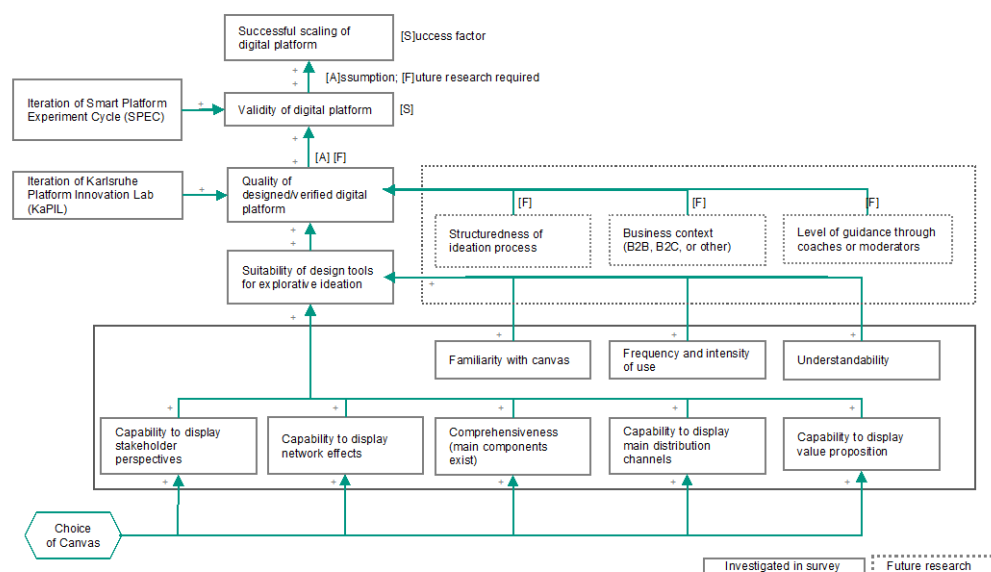 Successful scaling of
digital platform
[S]uccess factor
+
+
[A]ssumption; [F]uture research required
Iteration of Smart Platform
Experiment Cycle (SPEC)
+
Validity of digital platform
[S]
+
+
[A] [F]
Iteration of Karlsruhe
Platform Innovation Lab
(KaPIL)
+
Quality of
designed/verified digital
platform
[F]
[F]
[F]
Structuredness of
ideation process
Business context
(B2B, B2C, or other)
Level of guidance through
coaches or moderators
+
+
Suitability of design tools
for explorative ideation
+
+
+
+
+
Familiarity with canvas
Frequency and intensity
of use
Understandability
+
+
+
+
+
Capability to display
stakeholder
perspectives
Capability to display
network effects
Comprehensiveness
(main components
exist)
Capability to display
main distribution
channels
Capability to display
value proposition
+
+
+
+
+
Choice
of Canvas
Investigated in survey
Future research